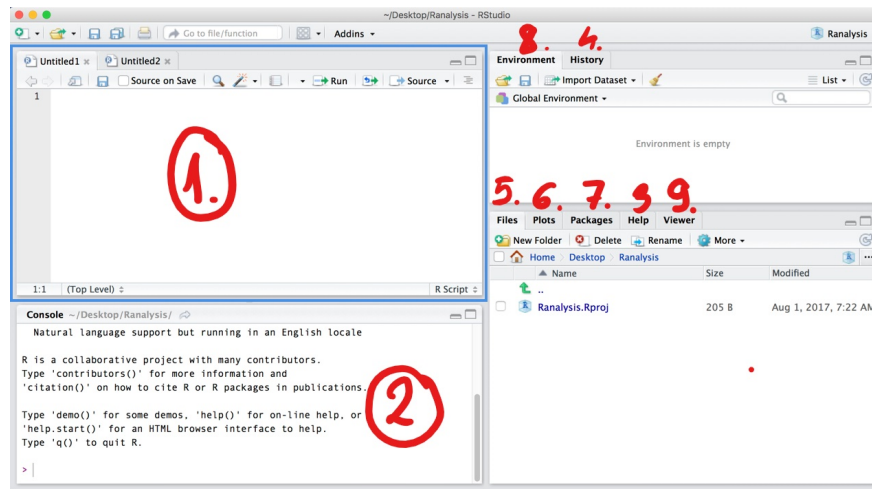 ~/Desktop/Ranalysis - RStudio
Go to file/function Addins Ranalysis
8. 4.
Untitled1 × Untitled2 ×
Environment History
Source on Save Run Source
Import Dataset List
1
Global Environment
1.
Environment is empty
5. 6. 7. 3 9.
Files Plots Packages Help Viewer
New Folder Delete Rename More
Home Desktop Ranalysis
Name Size Modified
..
1:1 (Top Level) R Script
Ranalysis.Rproj 205 B Aug 1, 2017, 7:22 AM
Console ~/Desktop/Ranalysis/
Natural language support but running in an English locale
R is a collaborative project with many contributors.
Type 'contributors()' for more information and
'citation()' on how to cite R or R packages in publications.
2
Type 'demo()' for some demos, 'help()' for on-line help, or
'help.start()' for an HTML browser interface to help.
Type 'q()' to quit R.
>